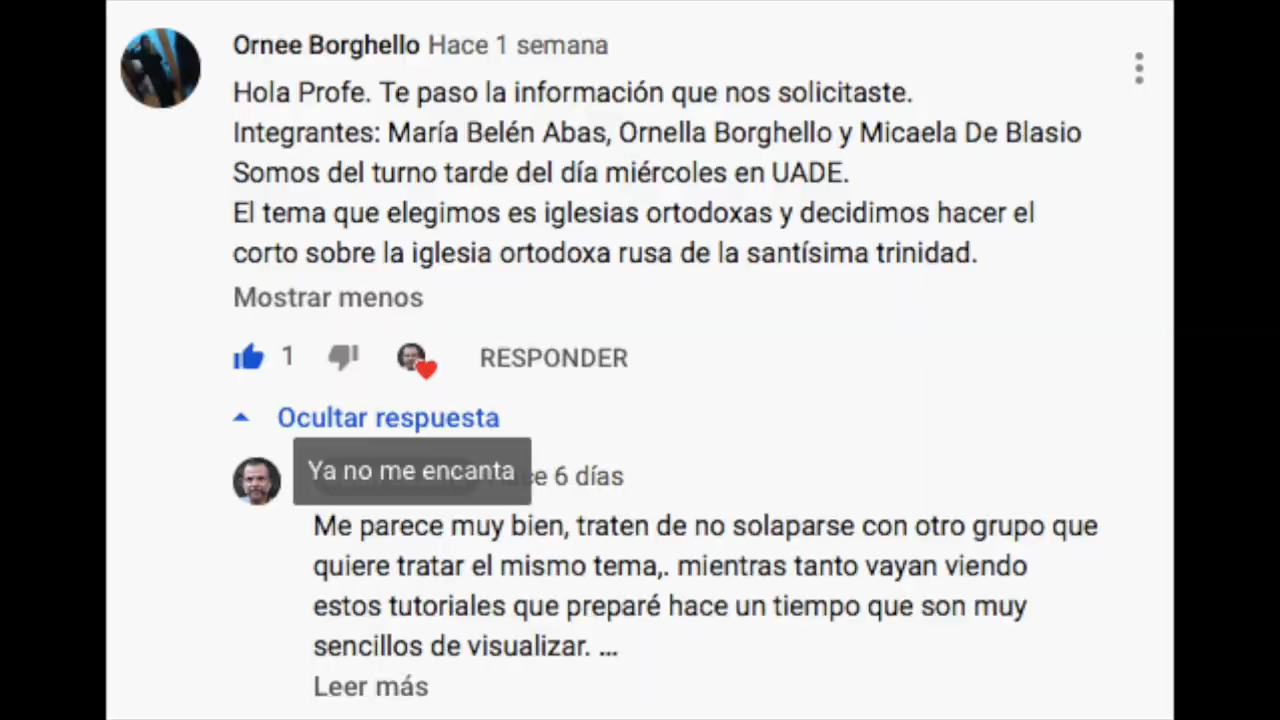 Ornee Borghello Hace 1 semana
Hola Profe. Te paso la información que nos solicitaste.
Integrantes: María Belén Abas, Ornella Borghello y Micaela De Blasio
Somos del turno tarde del día miércoles en UADE.
El tema que elegimos es iglesias ortodoxas y decidimos hacer el
corto sobre la iglesia ortodoxa rusa de la santísima trinidad.
Mostrar menos
1 RESPONDER
Ocultar respuesta
Ya no me encanta
6 días
Me parece muy bien, traten de no solaparse con otro grupo que
quiere tratar el mismo tema,. mientras tanto vayan viendo
estos tutoriales que preparé hace un tiempo que son muy
sencillos de visualizar. ...
Leer más